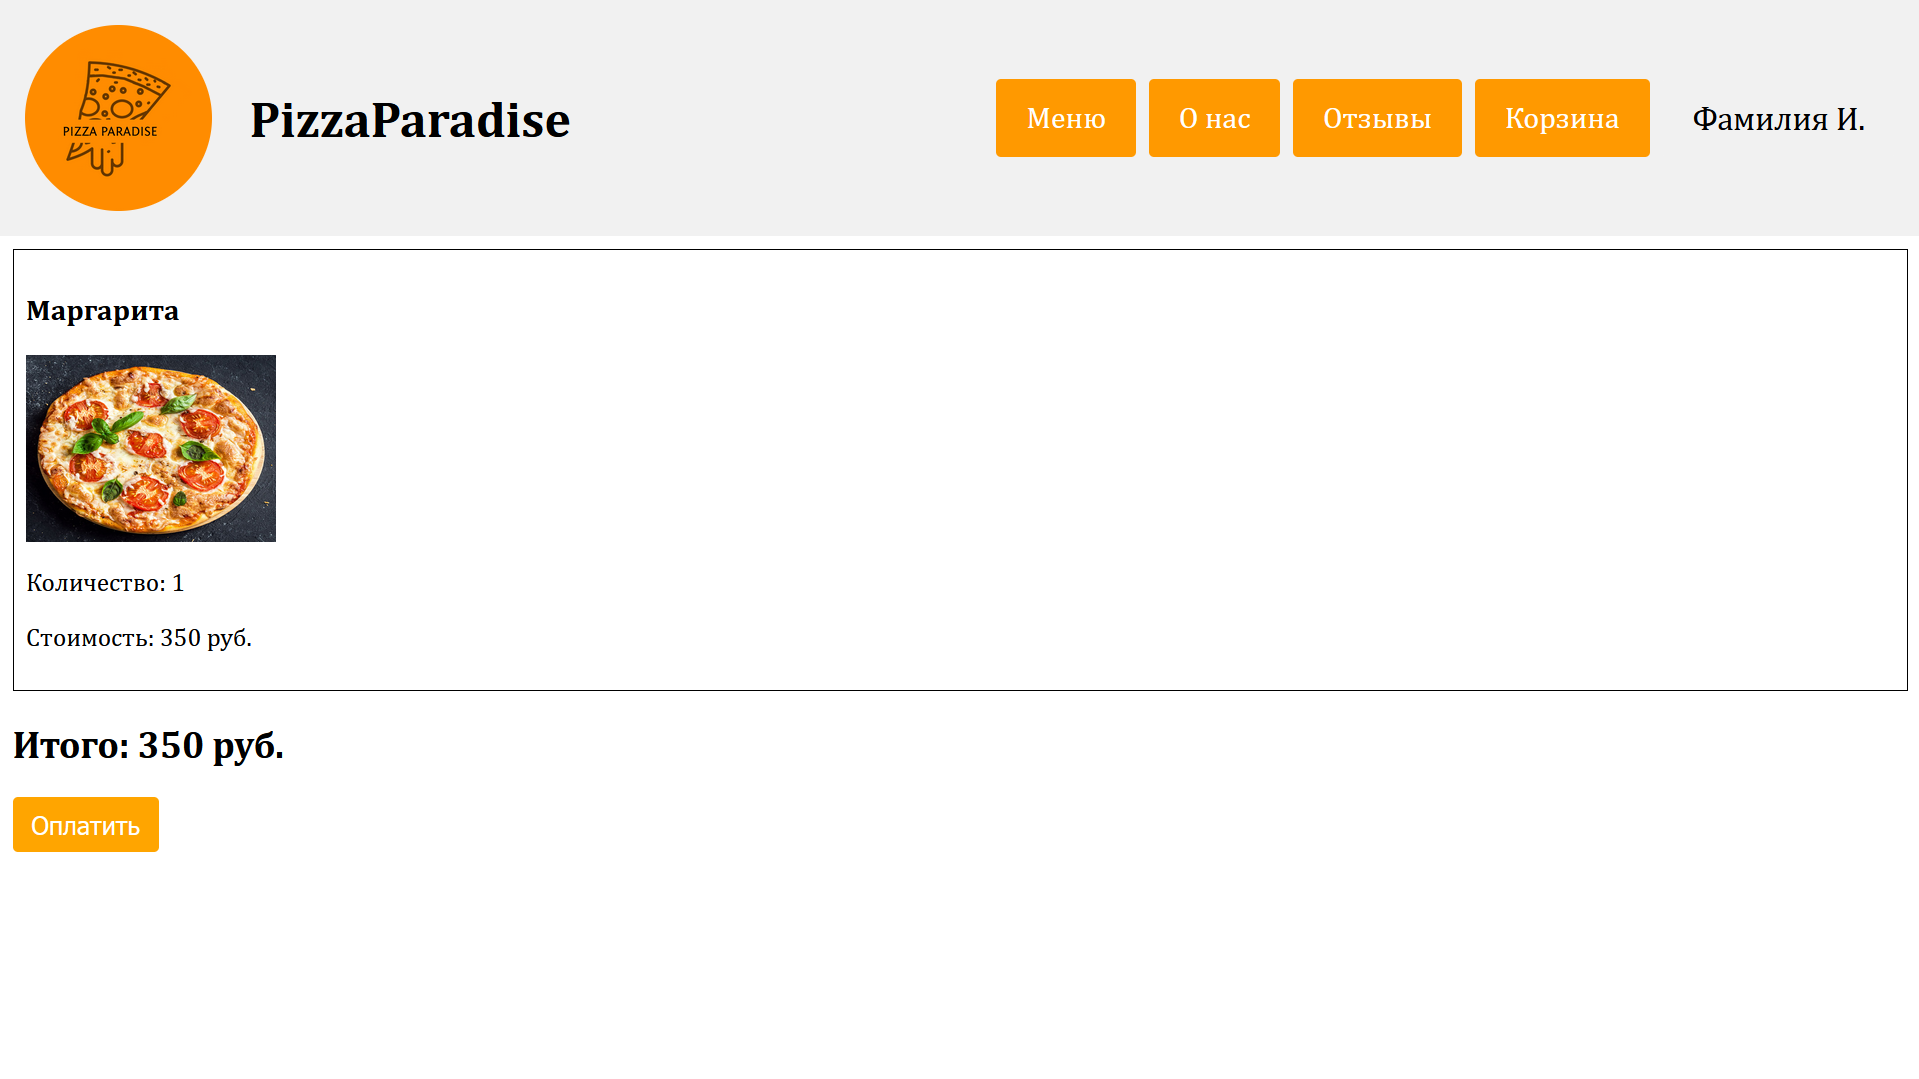 PIZZA PARADISE
PizzaParadise
Меню
О нас
Отзывы
Корзина
Фамилия И.
Маргарита
Количество: 1
Стоимость: 350 руб.
Итого: 350 руб.
Оплатить